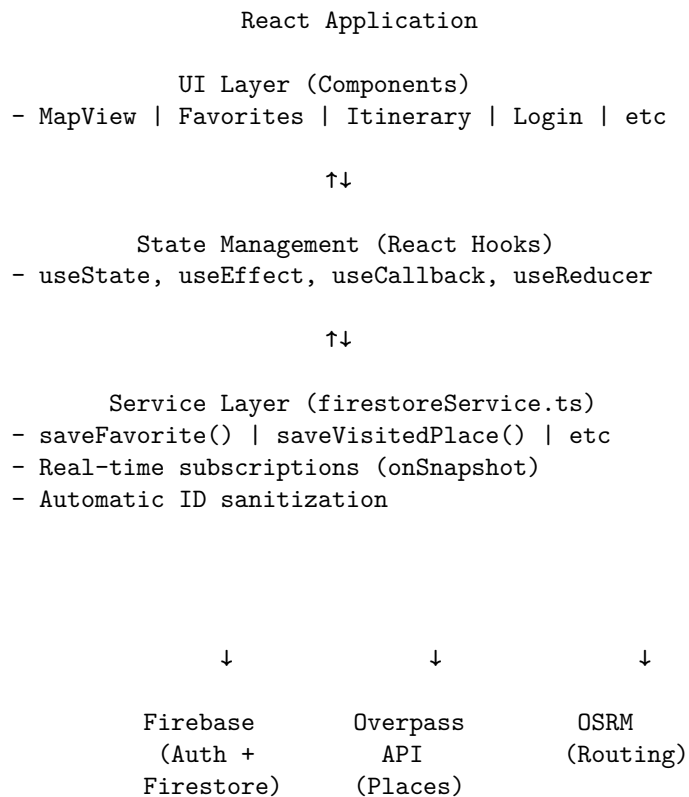 React Application
UI Layer (Components)
- MapView | Favorites | Itinerary | Login | etc
↑↓
State Management (React Hooks)
- useState, useEffect, useCallback, useReducer
↑↓
Service Layer (firestoreService.ts)
- saveFavorite() | saveVisitedPlace() | etc
- Real-time subscriptions (onSnapshot)
- Automatic ID sanitization
↓ ↓ ↓
Firebase Overpass OSRM
(Auth + API (Routing)
Firestore) (Places)